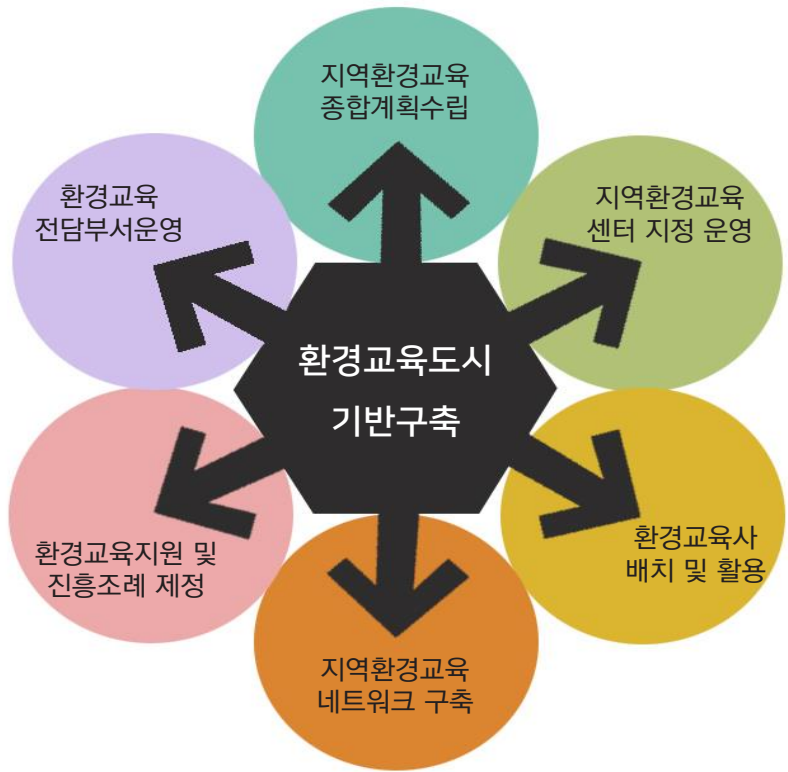 지역환경교육
종합계획수립
환경교육
전담부서운영
지역환경교육
센터 지정 운영
환경교육도시
기반구축
환경교육지원 및
진흥조례 제정
환경교육사
배치 및 활용
지역환경교육
네트워크 구축